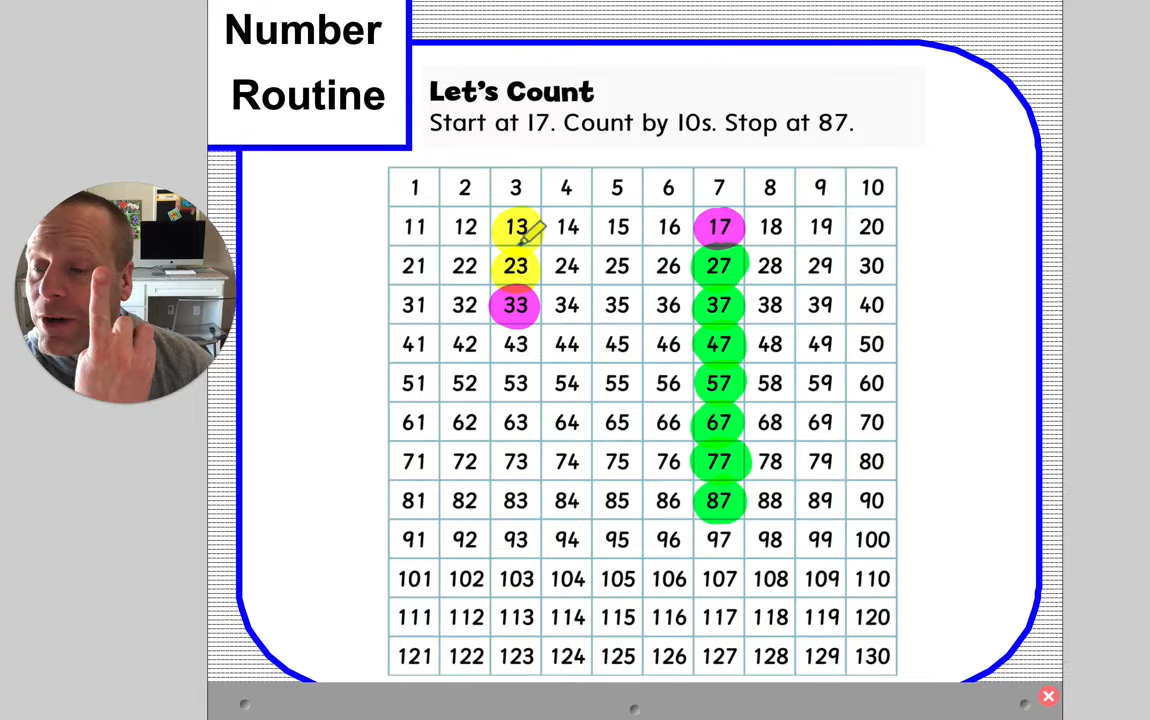 Number
Routine
Let's Count
Start at 17. Count by 10s. Stop at 87.
1 2 3 4 5 6 7 8 9 10
11 12 13 14 15 16 17 18 19 20
21 22 23 24 25 26 27 28 29 30
31 32 33 34 35 36 37 38 39 40
41 42 43 44 45 46 47 48 49 50
51 52 53 54 55 56 57 58 59 60
61 62 63 64 65 66 67 68 69 70
71 72 73 74 75 76 77 78 79 80
81 82 83 84 85 86 87 88 89 90
91 92 93 94 95 96 97 98 99 100
101 102 103 104 105 106 107 108 109 110
111 112 113 114 115 116 117 118 119 120
121 122 123 124 125 126 127 128 129 130